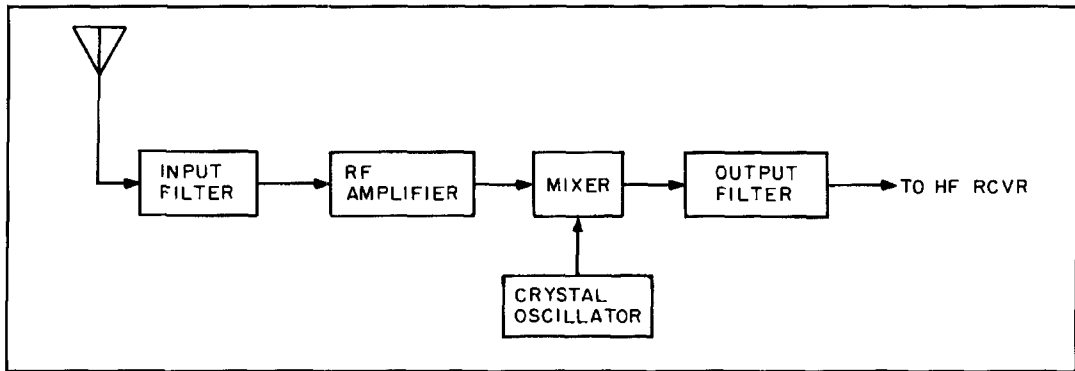 INPUT
FILTER
RF
AMPLIFIER
MIXER
OUTPUT
FILTER
TO HF RCVR
CRYSTAL
OSCILLATOR